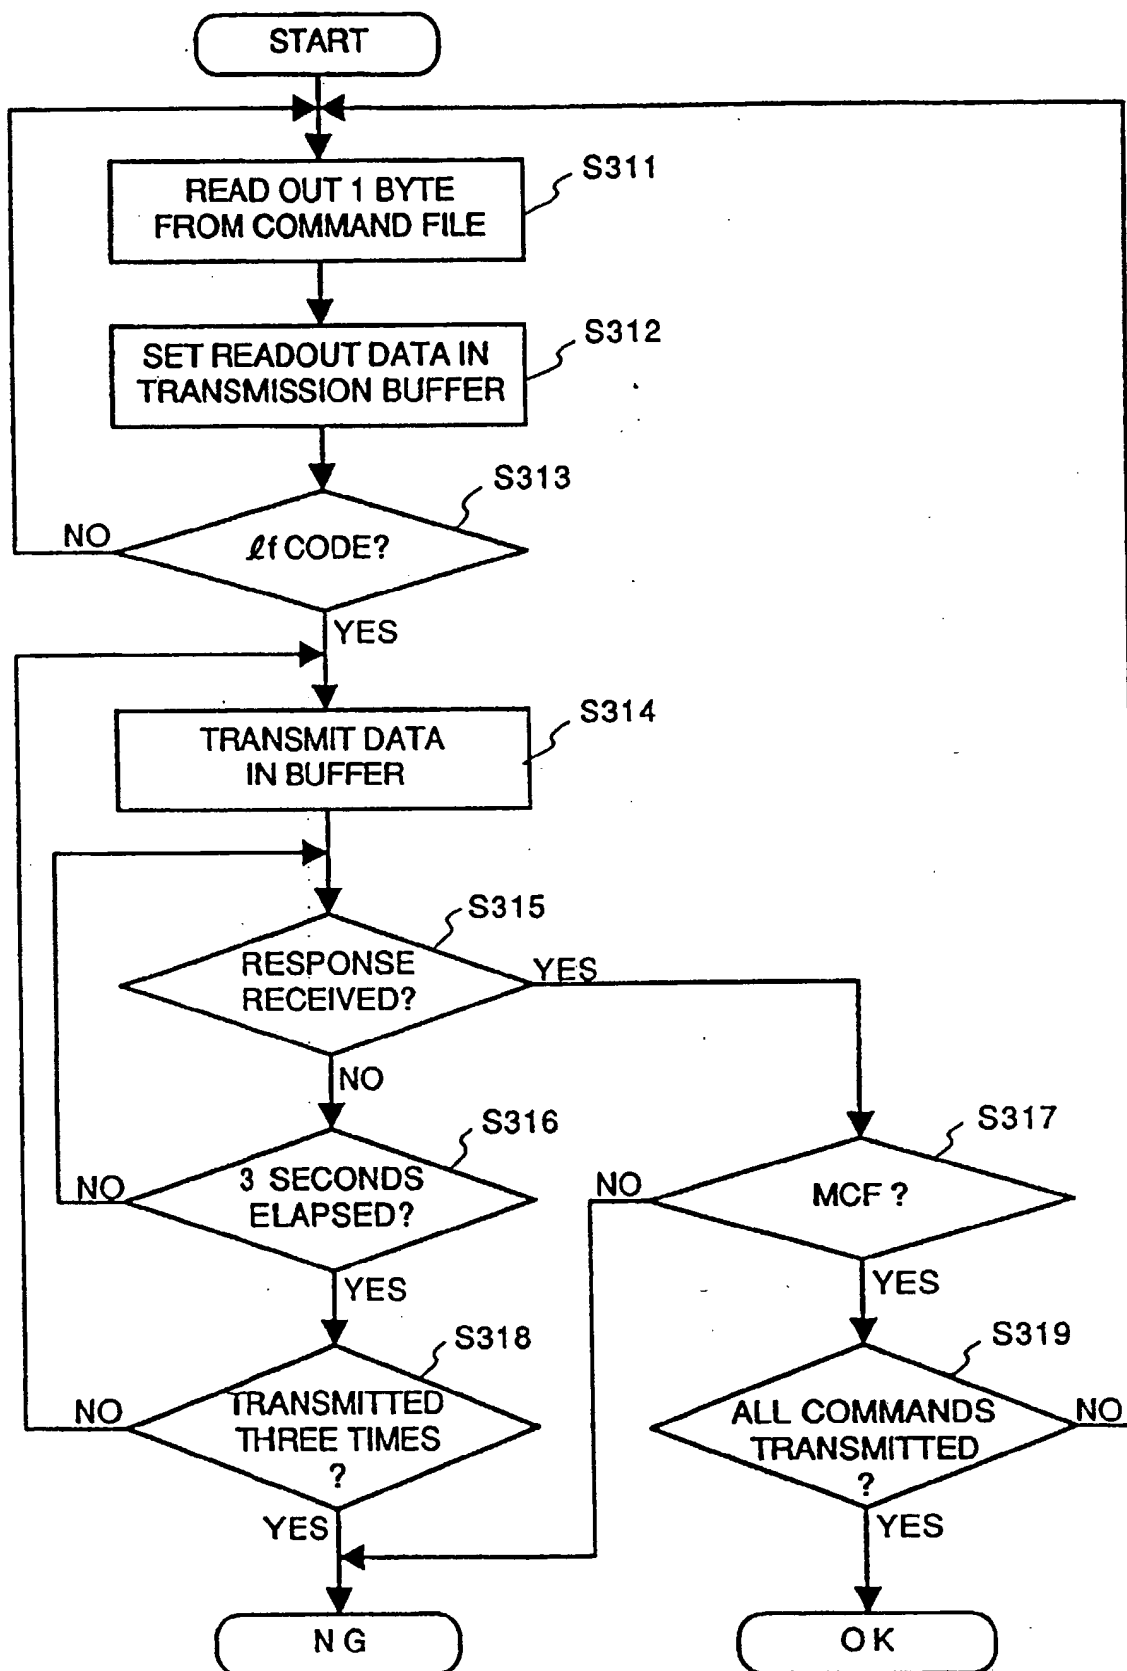 START
READ OUT 1 BYTE
FROM COMMAND FILE
S311
SET READOUT DATA IN
TRANSMISSION BUFFER
S312
S313
ℓf CODE?
NO
YES
TRANSMIT DATA
IN BUFFER
S314
S315
RESPONSE
RECEIVED?
YES
NO
S316
3 SECONDS
ELAPSED?
NO
YES
S317
MCF ?
NO
YES
S318
TRANSMITTED
THREE TIMES
?
NO
YES
S319
ALL COMMANDS
TRANSMITTED
?
NO
YES
NG
OK